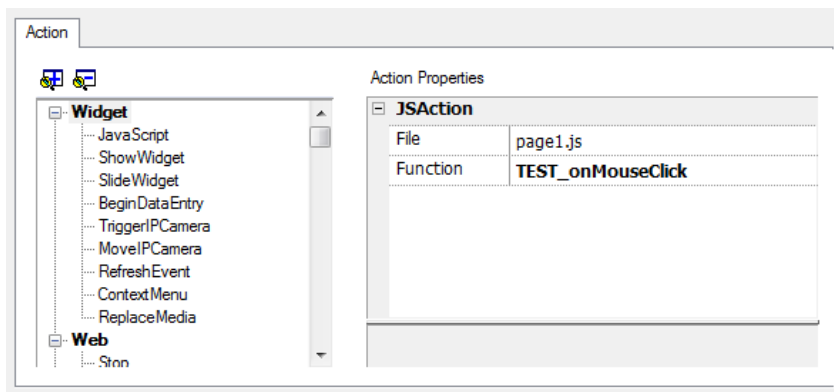 Action
Action Properties
Widget
JavaScript
ShowWidget
SlideWidget
BeginDataEntry
TriggerIPCamera
MoveIPCamera
RefreshEvent
ContextMenu
ReplaceMedia
Web
Stop
JSAction
File page1.js
Function TEST_onMouseClick